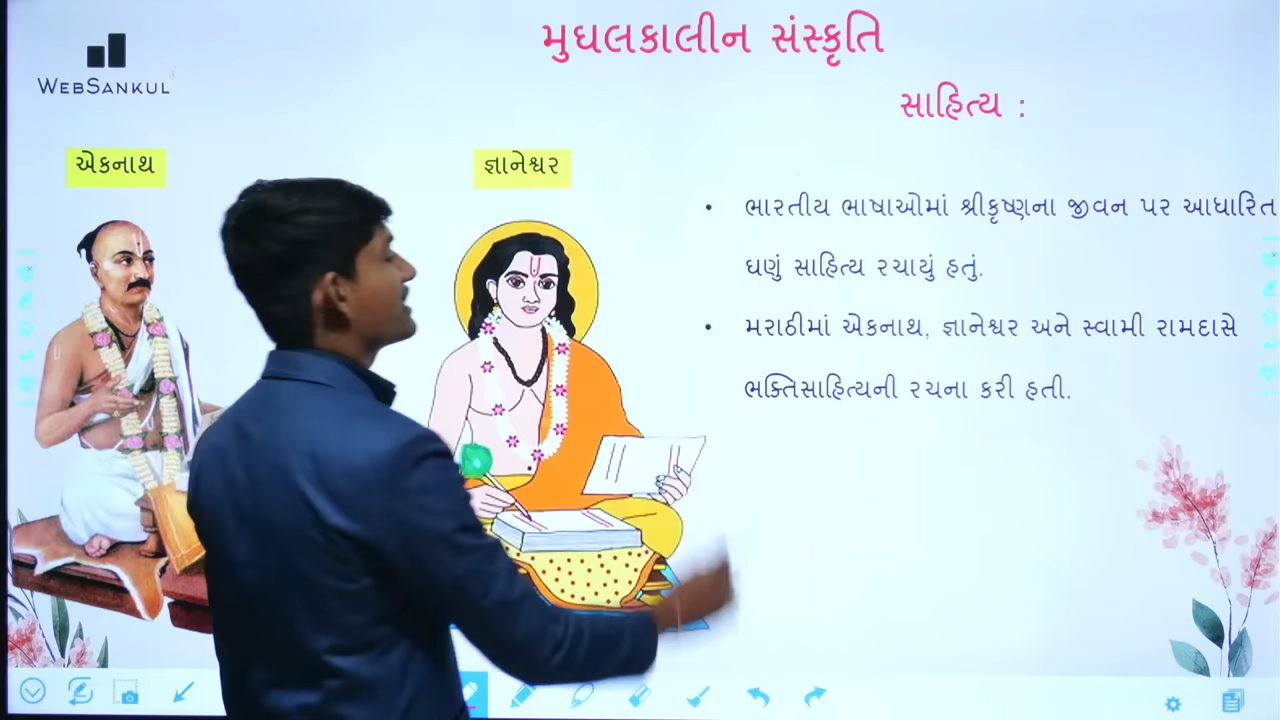 મુઘલકાલીન સંસ્કૃતિ
WEBSANKUL
સાહિત્ય :
એકનાથ
જ્ઞાનેશ્વર
• ભારતીય ભાષાઓમાં શ્રીકૃષ્ણના જીવન પર આધારિત
ઘણું સાહિત્ય રચાયું હતું.
• મરાઠીમાં એકનાથ, જ્ઞાનેશ્વર અને સ્વામી રામદાસે
ભક્તિસાહિત્યની રચના કરી હતી.